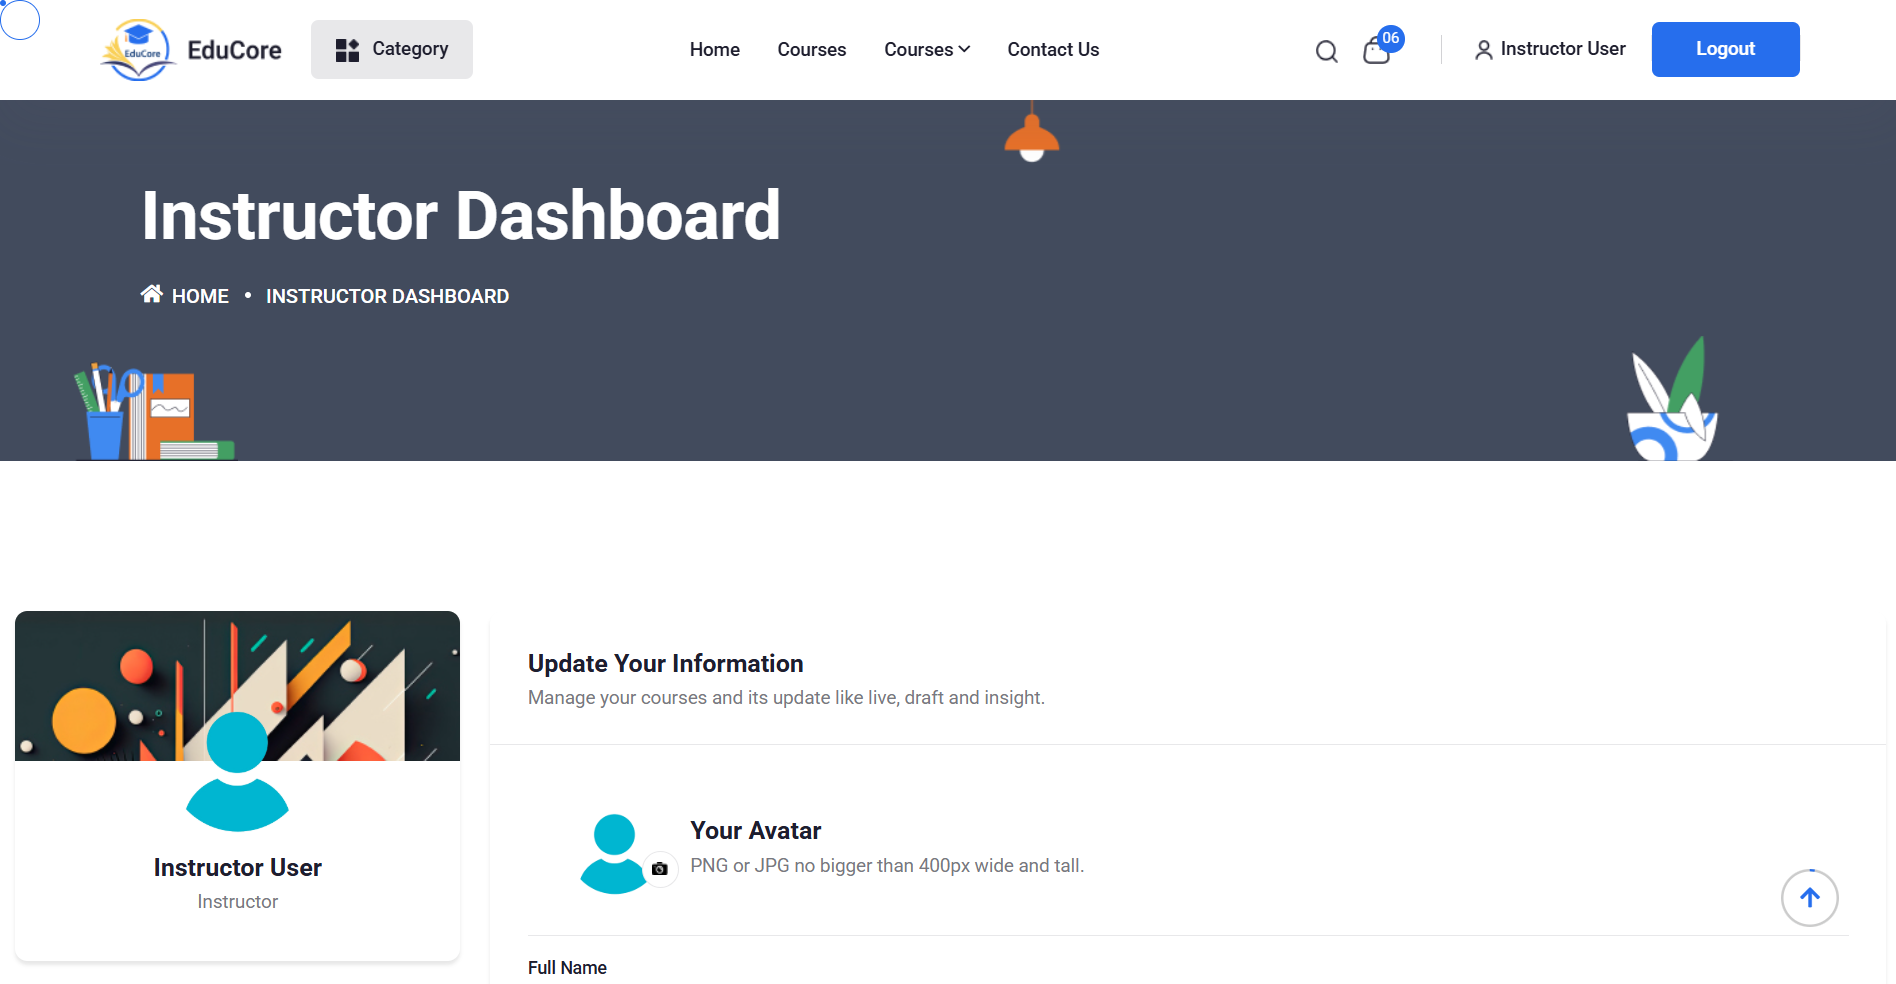 EduCore
EduCore
Category
Home
Courses
Courses
Contact Us
06
Instructor User
Logout
Instructor Dashboard
HOME • INSTRUCTOR DASHBOARD
Update Your Information
Manage your courses and its update like live, draft and insight.
Your Avatar
PNG or JPG no bigger than 400px wide and tall.
Instructor User
Instructor
Full Name